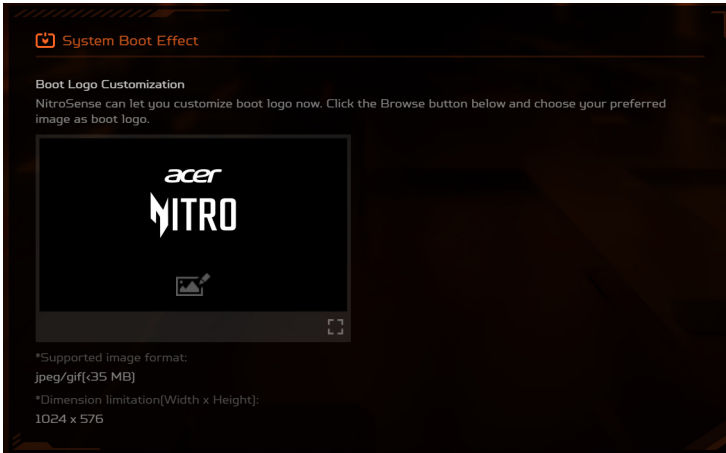 System Boot Effect
Boot Logo Customization
NitroSense can let you customize boot logo now. Click the Browse button below and choose your preferred
image as boot logo.
acer
NITRO
*Supported image format:
jpeg/gif(<35 MB)
*Dimension limitation(Width x Height):
1024 x 576